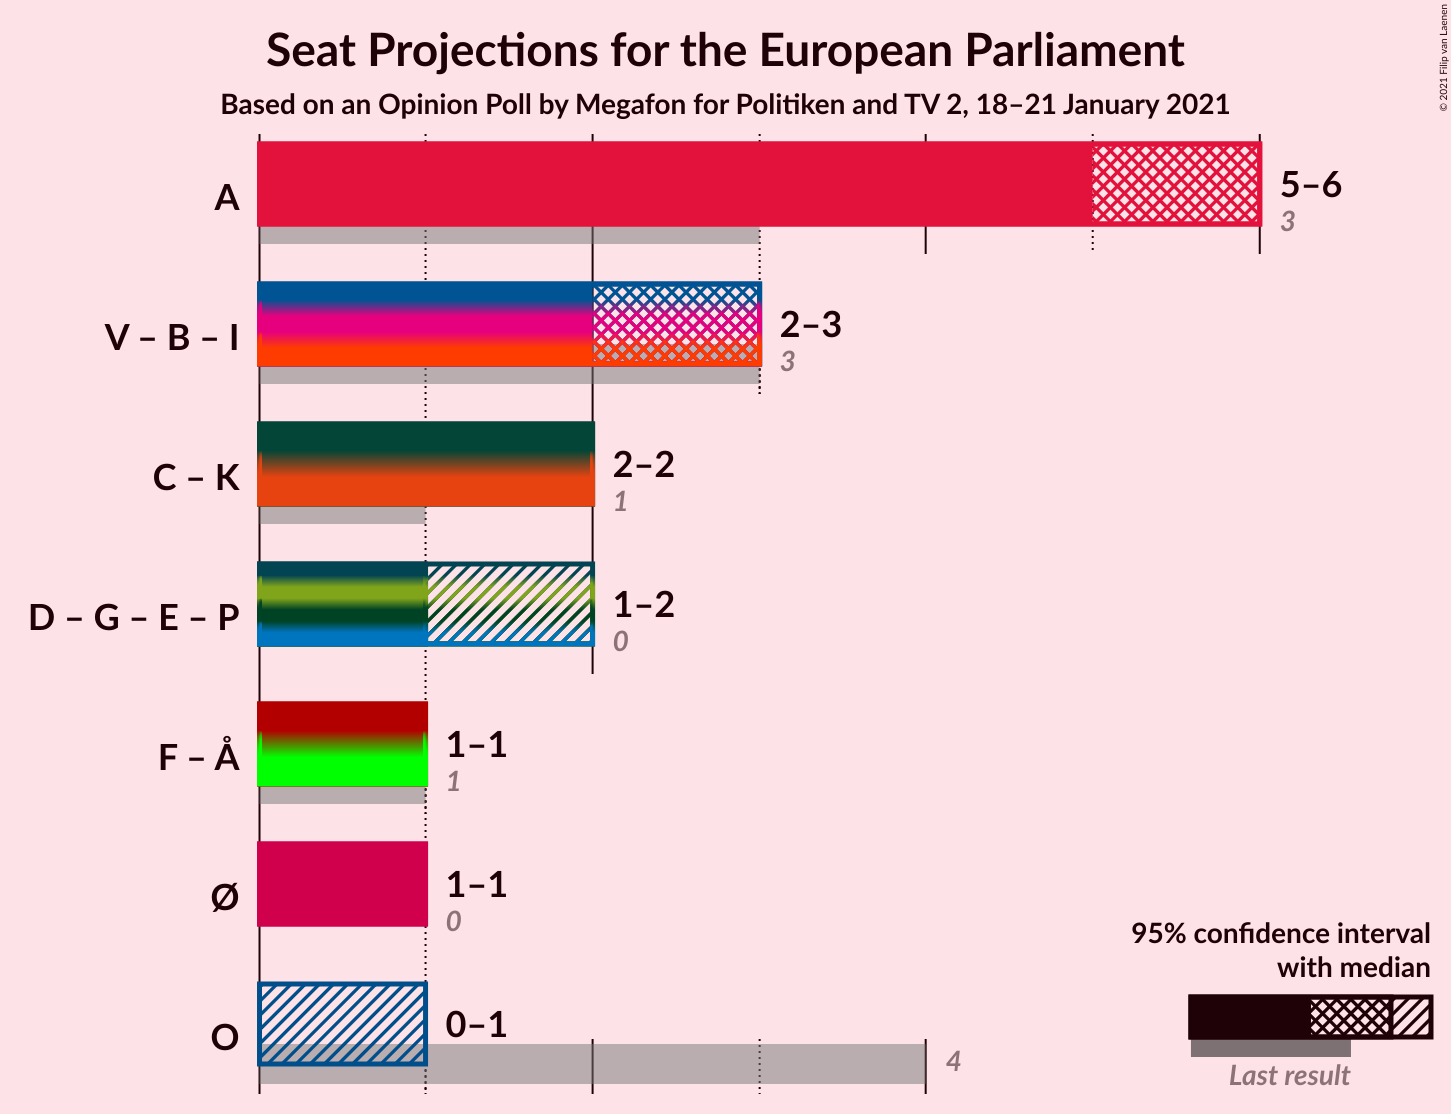 Seat Projections for the European Parliament
Based on an Opinion Poll by Megafon for Politiken and TV 2, 18–21 January 2021
© 2021 Filip van Laenen
A
5–6
3
V – B – I
2–3
3
C – K
2–2
1
D – G – E – P
1–2
0
F – Å
1–1
1
Ø
1–1
0
O
0–1
4
95% confidence interval
with median
Last result